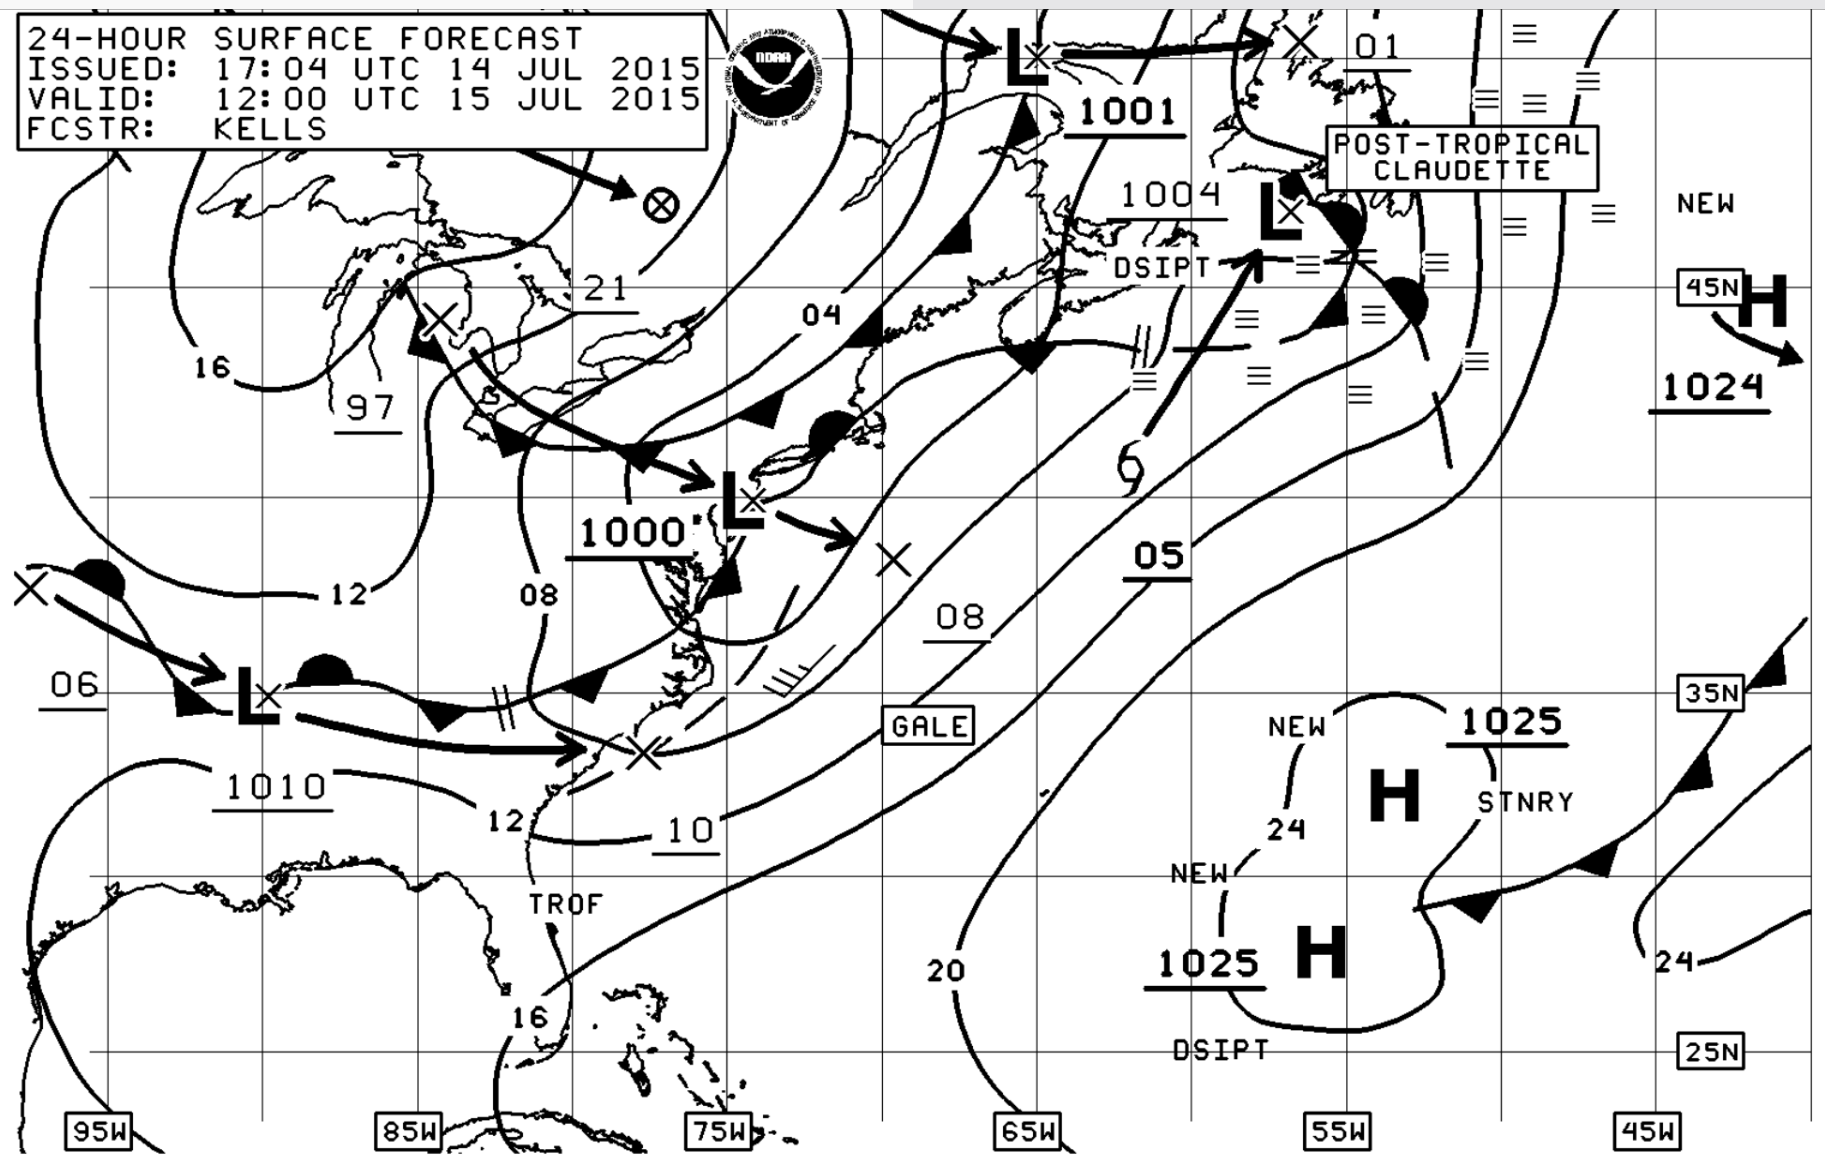 24-HOUR SURFACE FORECAST
ISSUED: 17:04 UTC 14 JUL 2015
VALID: 12:00 UTC 15 JUL 2015
FCSTR: KELLS
NOAA
L
01
1001
POST-TROPICAL
CLAUDETTE
1004
L
NEW
DSIPT
21
45N
H
04
16
1024
97
L
1000
05
12
08
08
06
L
35N
NEW
1025
GALE
H
1010
STNRY
12
10
24
NEW
TROF
H
1025
20
24
16
DSIPT
25N
95W
85W
75W
65W
55W
45W